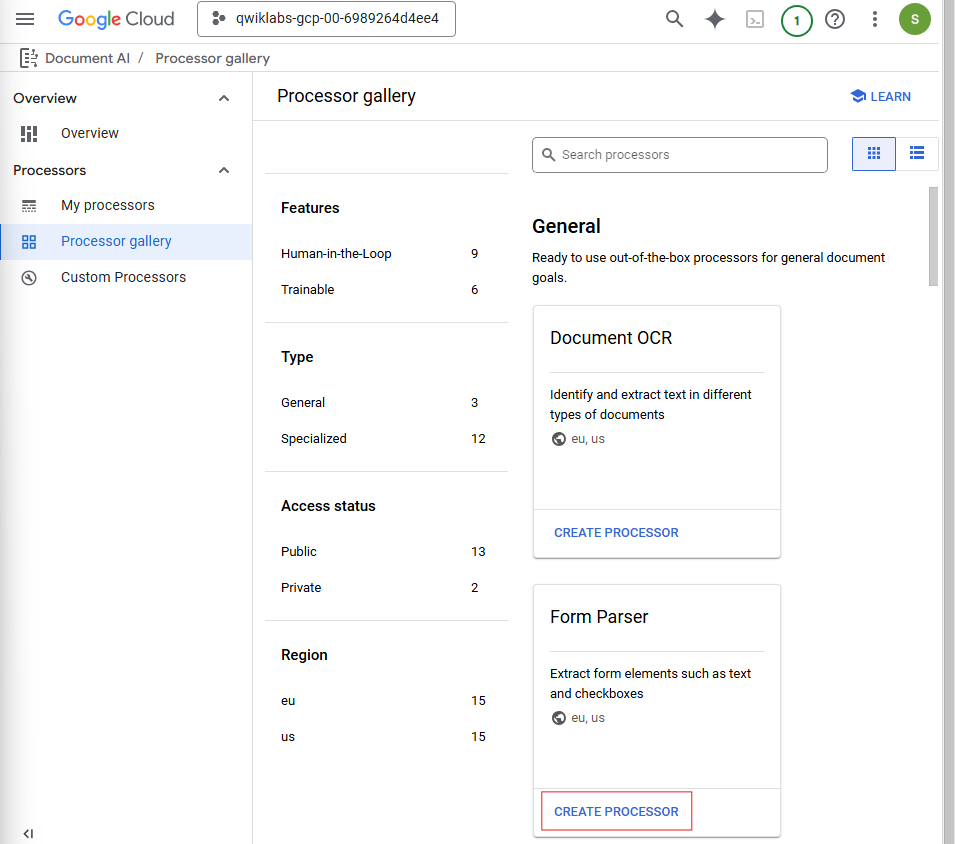 Google Cloud
qwiklabs-gcp-00-6989264d4ee4
1
S
Document AI / Processor gallery
Overview
Overview
Processors
My processors
Processor gallery
Custom Processors
Processor gallery
LEARN
Search processors
Features
Human-in-the-Loop 9
Trainable 6
Type
General 3
Specialized 12
Access status
Public 13
Private 2
Region
eu 15
us 15
General
Ready to use out-of-the-box processors for general document
goals.
Document OCR
Identify and extract text in different
types of documents
eu, us
CREATE PROCESSOR
Form Parser
Extract form elements such as text
and checkboxes
eu, us
CREATE PROCESSOR